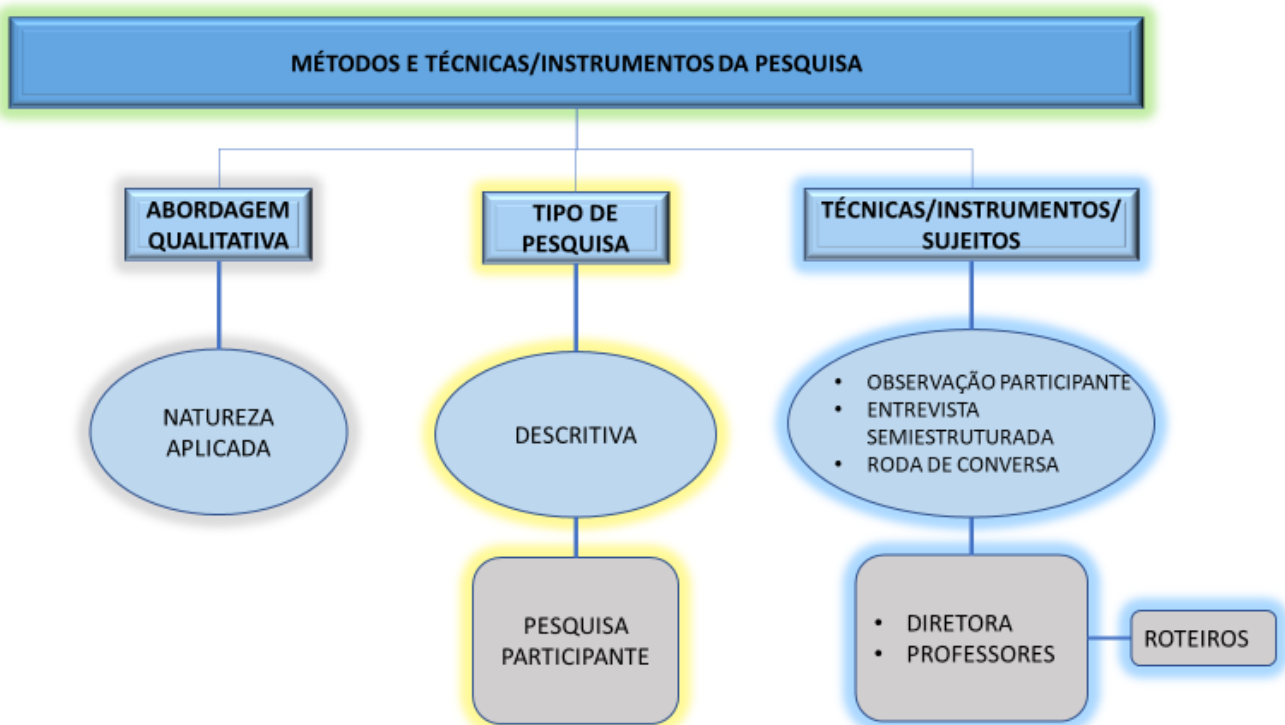 MÉTODOS E TÉCNICAS/INSTRUMENTOS DA PESQUISA
ABORDAGEM
QUALITATIVA
NATUREZA
APLICADA
TIPO DE
PESQUISA
DESCRITIVA
PESQUISA
PARTICIPANTE
TÉCNICAS/INSTRUMENTOS/
SUJEITOS
• OBSERVAÇÃO PARTICIPANTE
• ENTREVISTA
SEMIESTRUTURADA
• RODA DE CONVERSA
• DIRETORA
• PROFESSORES
ROTEIROS